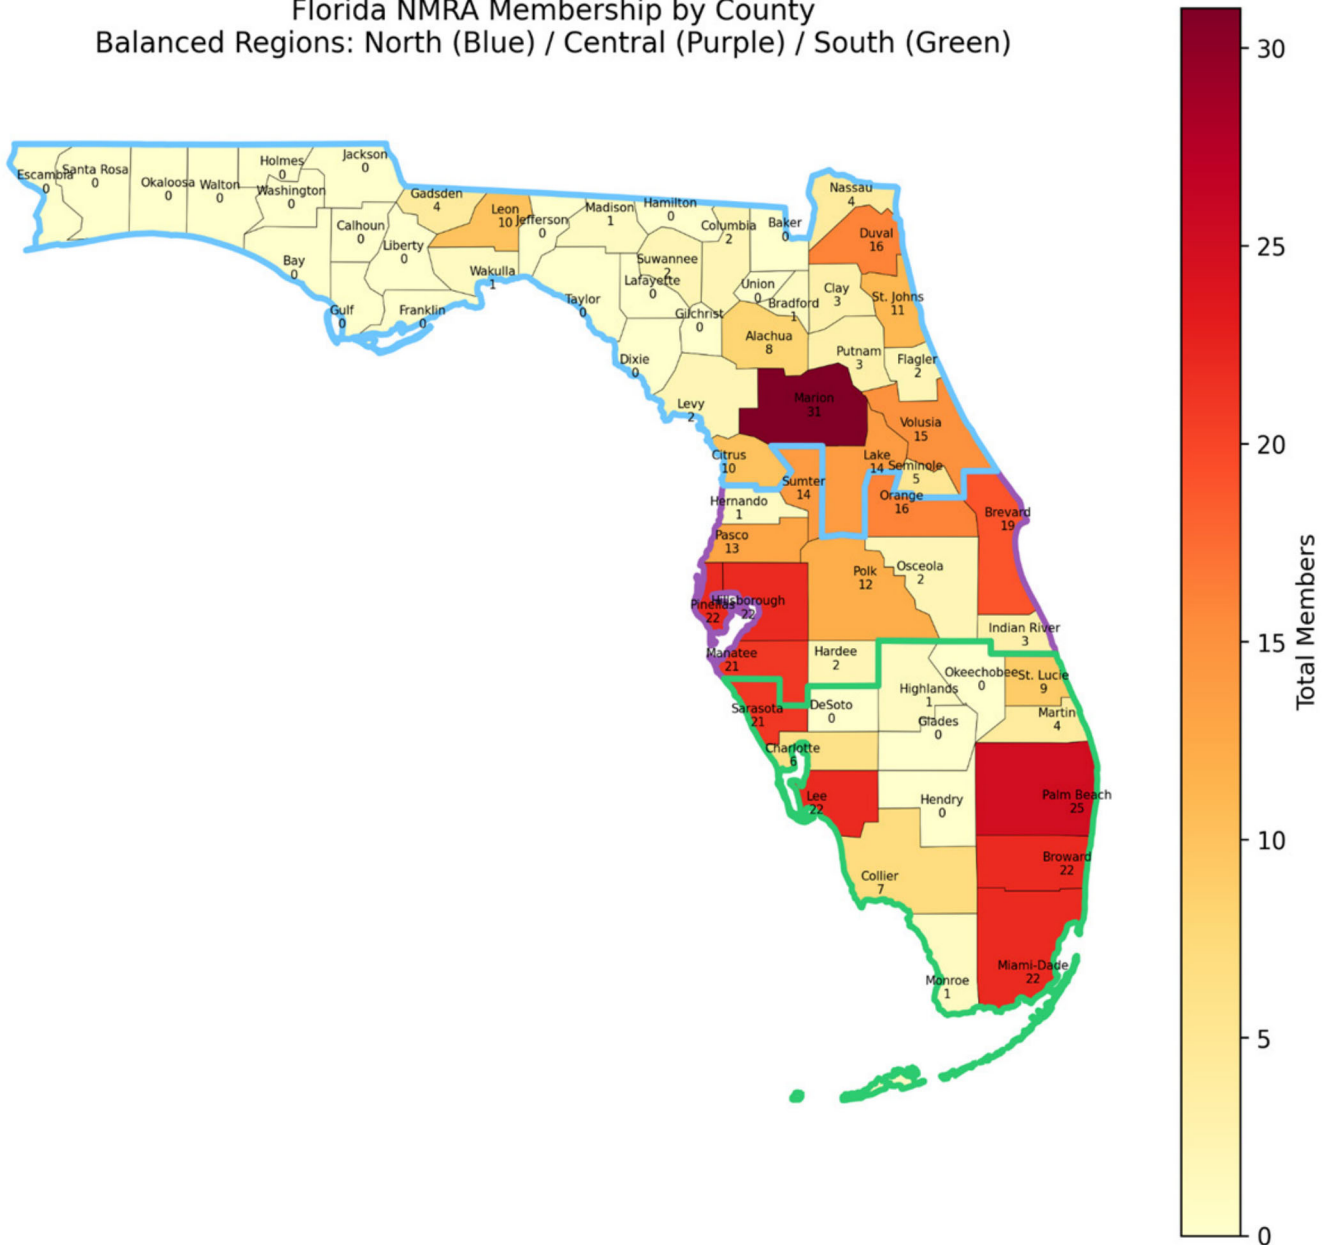 Florida NMRA Membership by County
Balanced Regions: North (Blue) / Central (Purple) / South (Green)
Escambia
0
Santa Rosa
0
Okaloosa
0
Walton
0
Holmes
0
Washington
0
Jackson
0
Bay
0
Calhoun
0
Gulf
0
Liberty
0
Franklin
0
Gadsden
4
Leon
10
Wakulla
1
Jefferson
0
Madison
1
Taylor
0
Hamilton
0
Suwannee
2
Lafayette
0
Columbia
2
Baker
0
Nassau
4
Duval
16
Union
0
Bradford
1
Clay
3
St. Johns
11
Gilchrist
0
Alachua
8
Dixie
0
Putnam
3
Flagler
2
Levy
2
Marion
31
Volusia
15
Citrus
10
Sumter
14
Lake
14
Seminole
5
Orange
16
Hernando
1
Brevard
19
Pasco
13
Polk
12
Osceola
2
Pinellas
22
Hillsborough
22
Indian River
3
Manatee
21
Hardee
2
Highlands
1
Okeechobee
0
St. Lucie
9
Sarasota
21
DeSoto
0
Glades
0
Martin
4
Charlotte
6
Lee
22
Hendry
0
Palm Beach
25
Broward
22
Collier
7
Monroe
1
Miami-Dade
22
30
25
20
15
10
5
0
Total Members